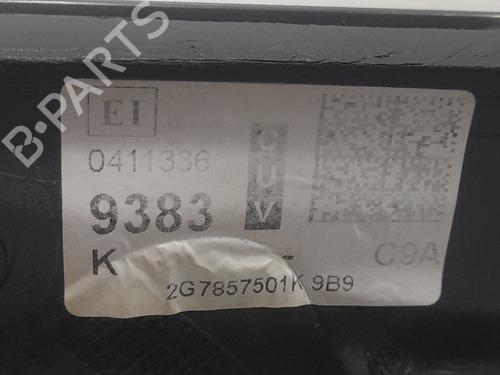 B-PARTS
EI
0411336
9383
CUV
K - C9A
2G7857501K 9B9